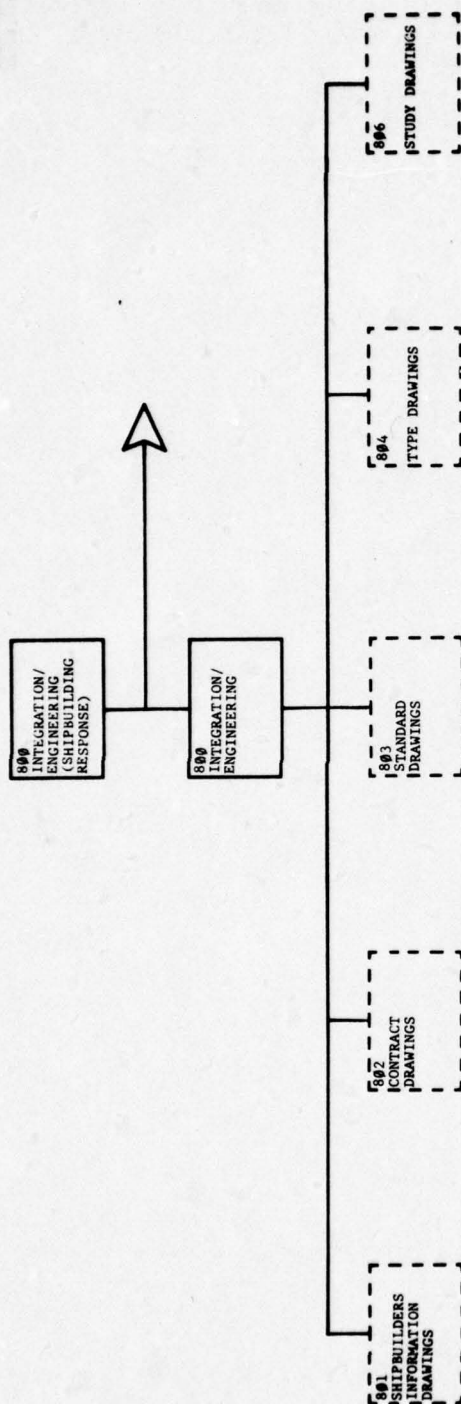 800
INTEGRATION/
ENGINEERING
(SHIPBUILDING
RESPONSE)
800
INTEGRATION/
ENGINEERING
801
SHIPBUILDERS
INFORMATION
DRAWINGS
802
CONTRACT
DRAWINGS
803
STANDARD
DRAWINGS
804
TYPE DRAWINGS
806
STUDY DRAWINGS